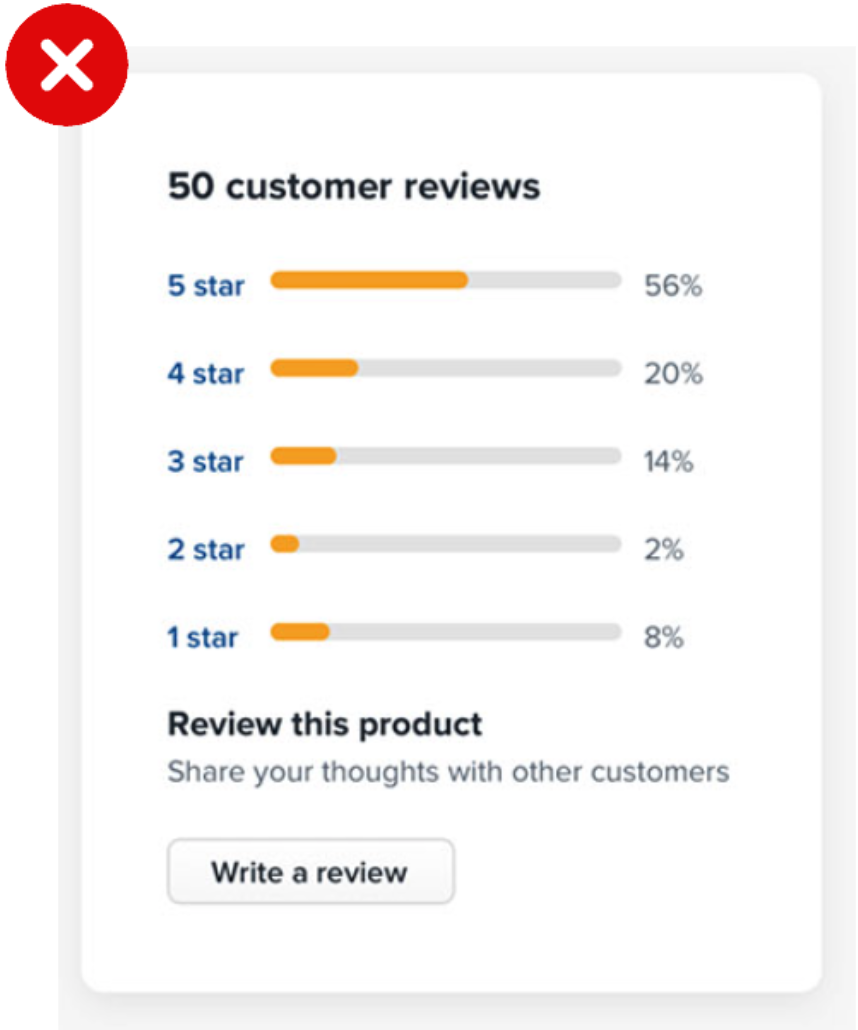 50 customer reviews
5 star 56%
4 star 20%
3 star 14%
2 star 2%
1 star 8%
Review this product
Share your thoughts with other customers
Write a review